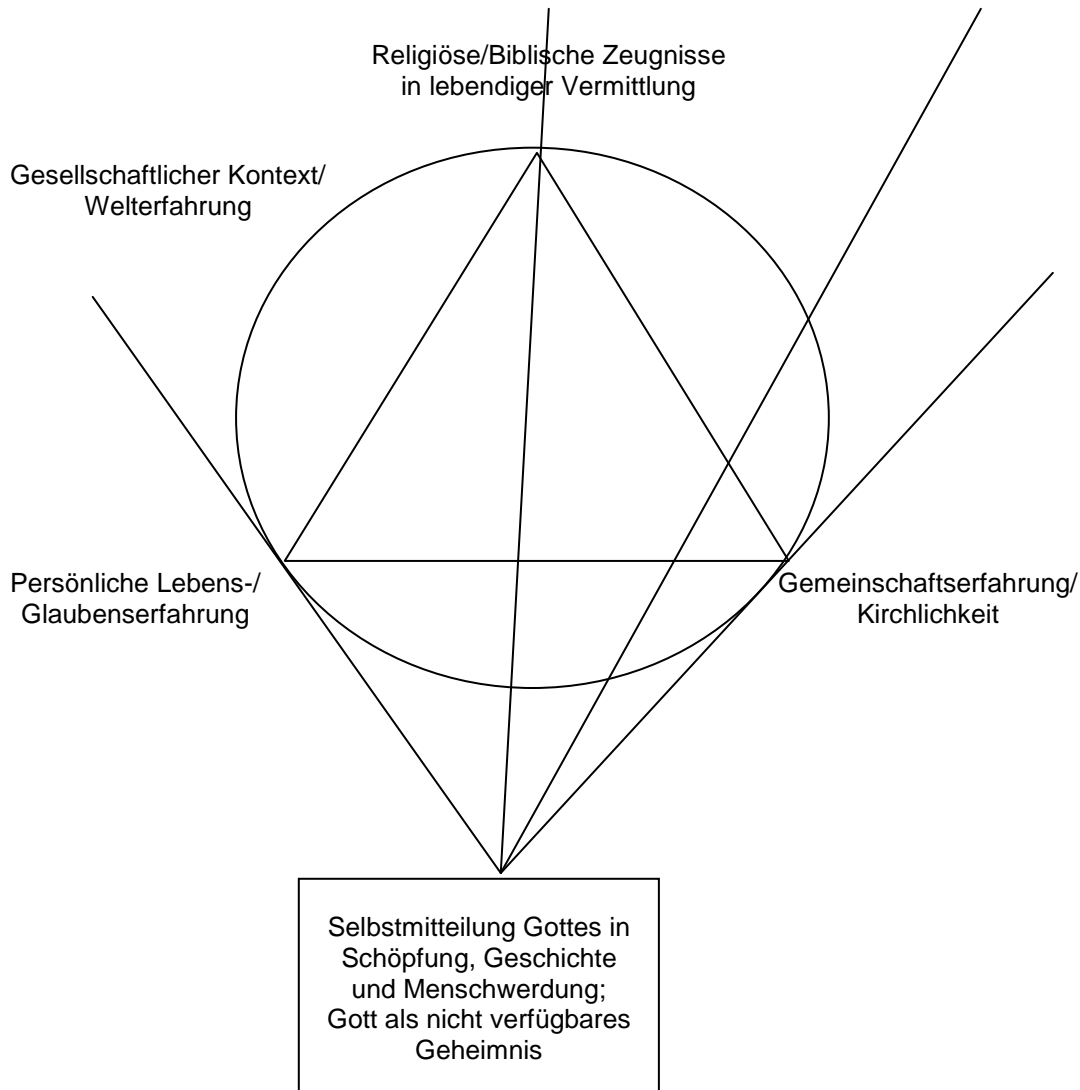 Religiöse/Biblische Zeugnisse
in lebendiger Vermittlung
Gesellschaftlicher Kontext/
Welterfahrung
Persönliche Lebens-/
Glaubenserfahrung
Gemeinschaftserfahrung/
Kirchlichkeit
Selbstmitteilung Gottes in
Schöpfung, Geschichte
und Menschwerdung;
Gott als nicht verfügbares
Geheimnis